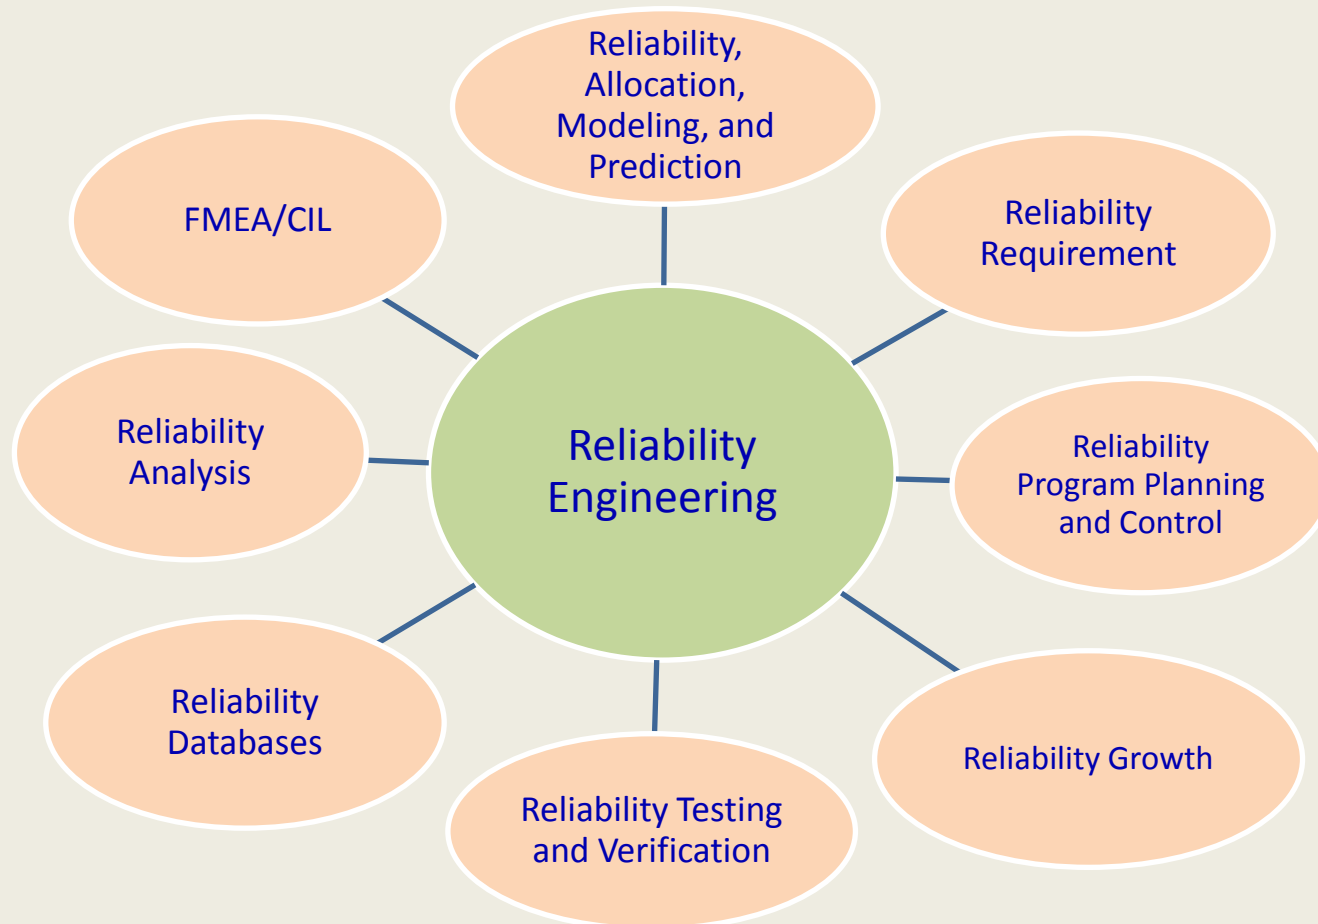 Reliability,
Allocation,
Modeling, and
Prediction
FMEA/CIL
Reliability
Requirement
Reliability
Analysis
Reliability
Engineering
Reliability
Program Planning
and Control
Reliability
Databases
Reliability Growth
Reliability Testing
and Verification